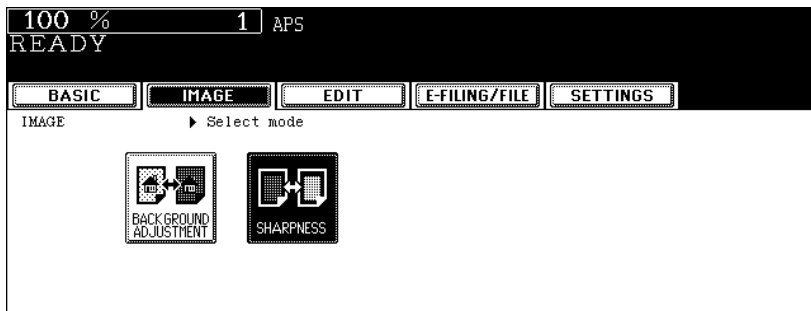 100 % 1 APS
READY
BASIC IMAGE EDIT E-FILING/FILE SETTINGS
IMAGE ▶ Select mode
BACKGROUND ADJUSTMENT
SHARPNESS